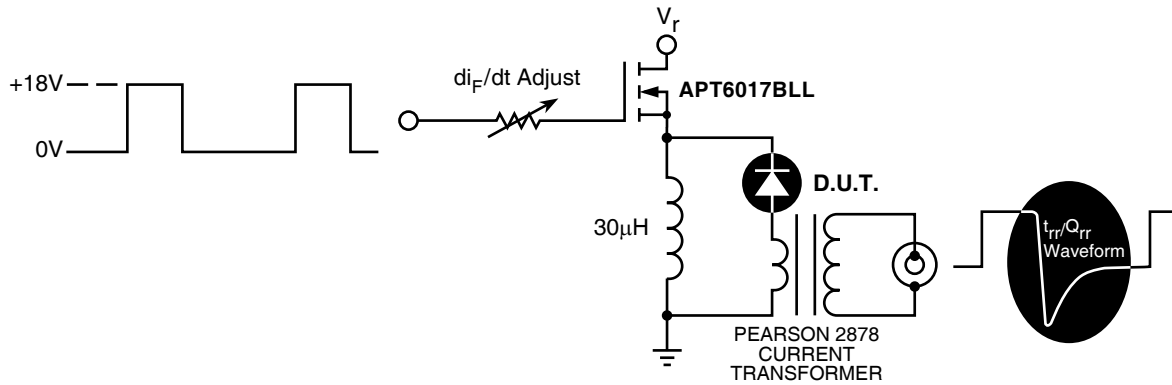 V_r
+18V
di_F/dt Adjust
APT6017BLL
0V
D.U.T.
30μH
t_rr/Q_rr
Waveform
PEARSON 2878
CURRENT
TRANSFORMER